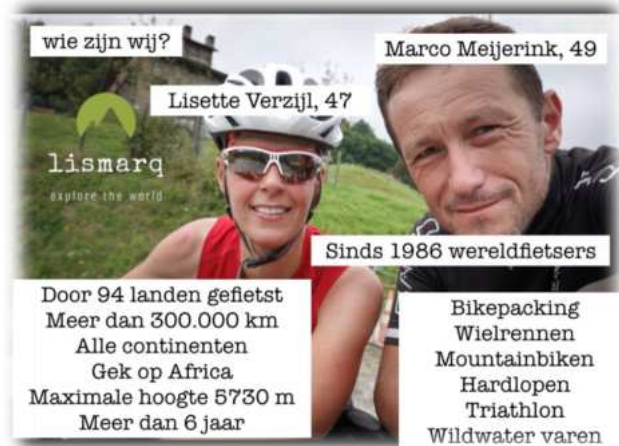 wie zijn wij?
Marco Meijerink, 49
Lisette Verzijl, 47
lismarq
explore the world
Sinds 1986 wereldfietsers
Door 94 landen gefietst
Meer dan 300.000 km
Alle continenten
Gek op Africa
Maximale hoogte 5730 m
Meer dan 6 jaar
Bikepacking
Wielrennen
Mountainbiken
Hardlopen
Triathlon
Wildwater varen